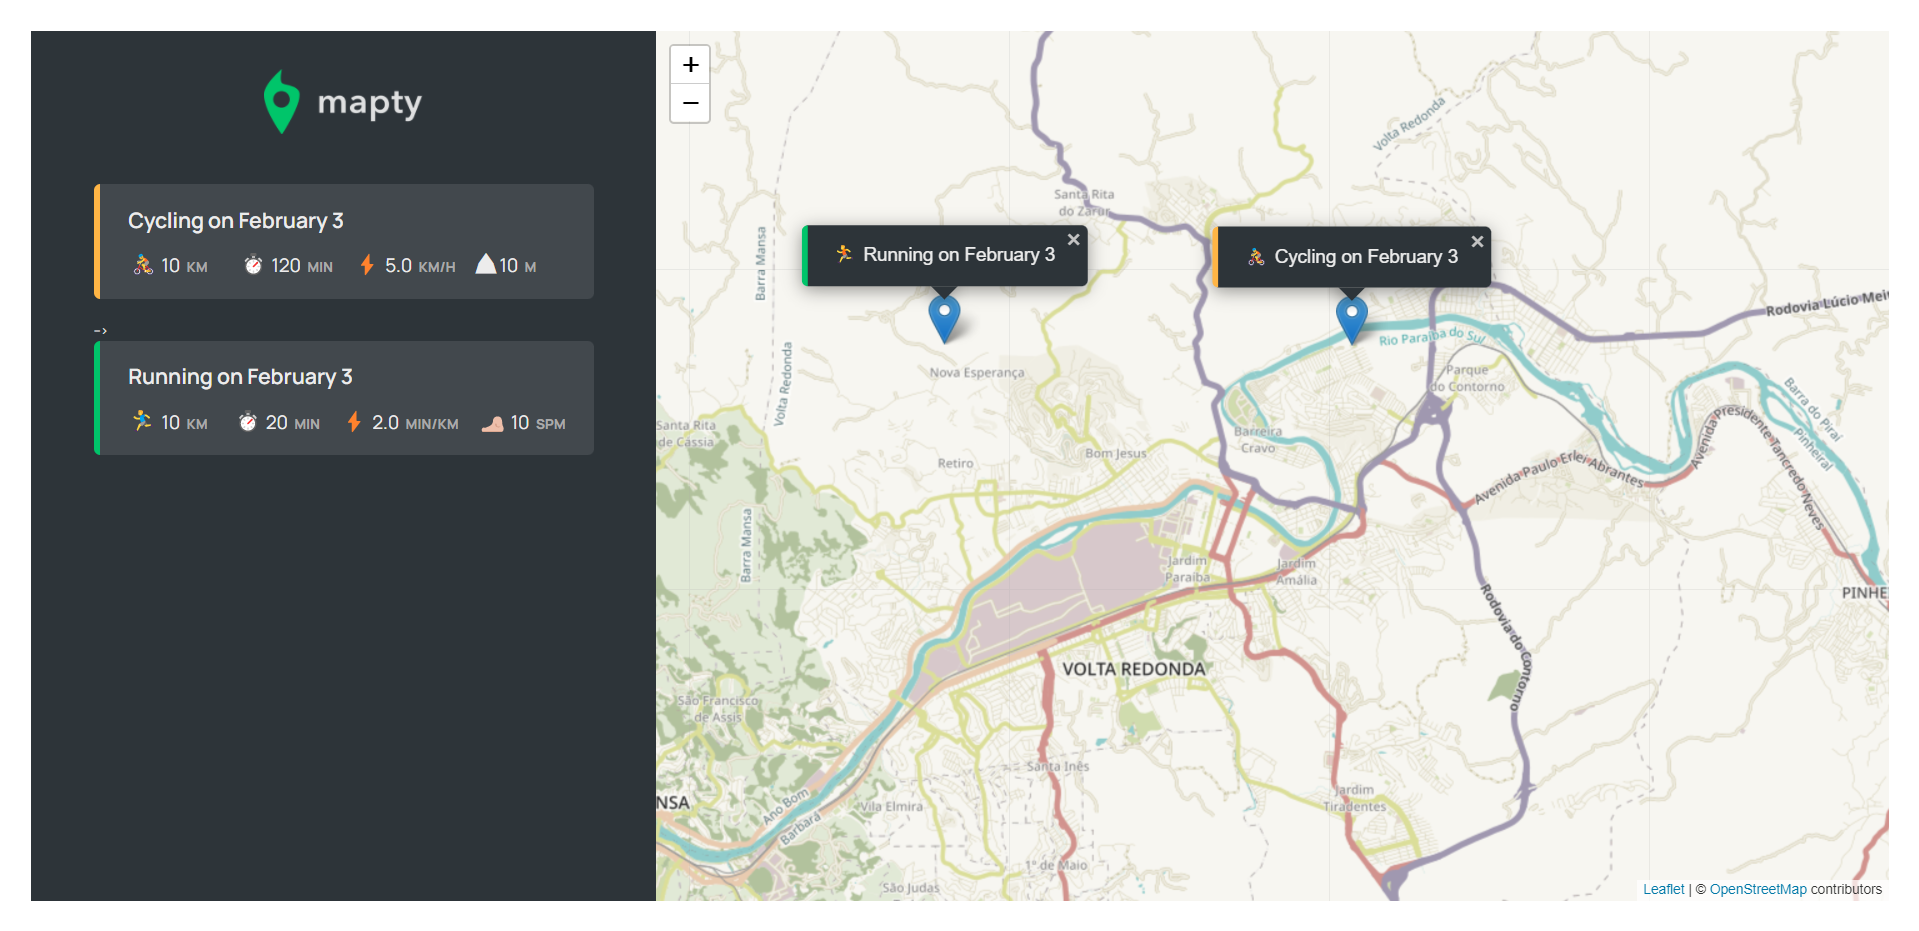 mapty
Cycling on February 3
10 KM
120 MIN
5.0 KM/H
10 M
-->
Running on February 3
10 KM
20 MIN
2.0 MIN/KM
10 SPM
+
−
Volta Redonda
Santa Rita
do Zarur
Barra Mansa
× Running on February 3
× Cycling on February 3
Rodovia Lúcio Mei
Rio Paraíba do Sul
Volta Redonda
Nova Esperança
Parque
do Contorno
Barra do Piraí
Pinheiral
Santa Rita
de Cássia
Barreira
Cravo
Bom Jesus
Retiro
Avenida Paulo Erlei Abrantes
Avenida Presidente Tancredo Neves
Barra Mansa
Jardim
Paraíba
Jardim
Amália
PINHE
Rodovia do Contorno
VOLTA REDONDA
São Francisco
de Assis
Santa Inês
NSA
Ano Bom
Barbará
Vila Elmira
Jardim
Tiradentes
1° de Maio
São Judas
Leaflet | © OpenStreetMap contributors